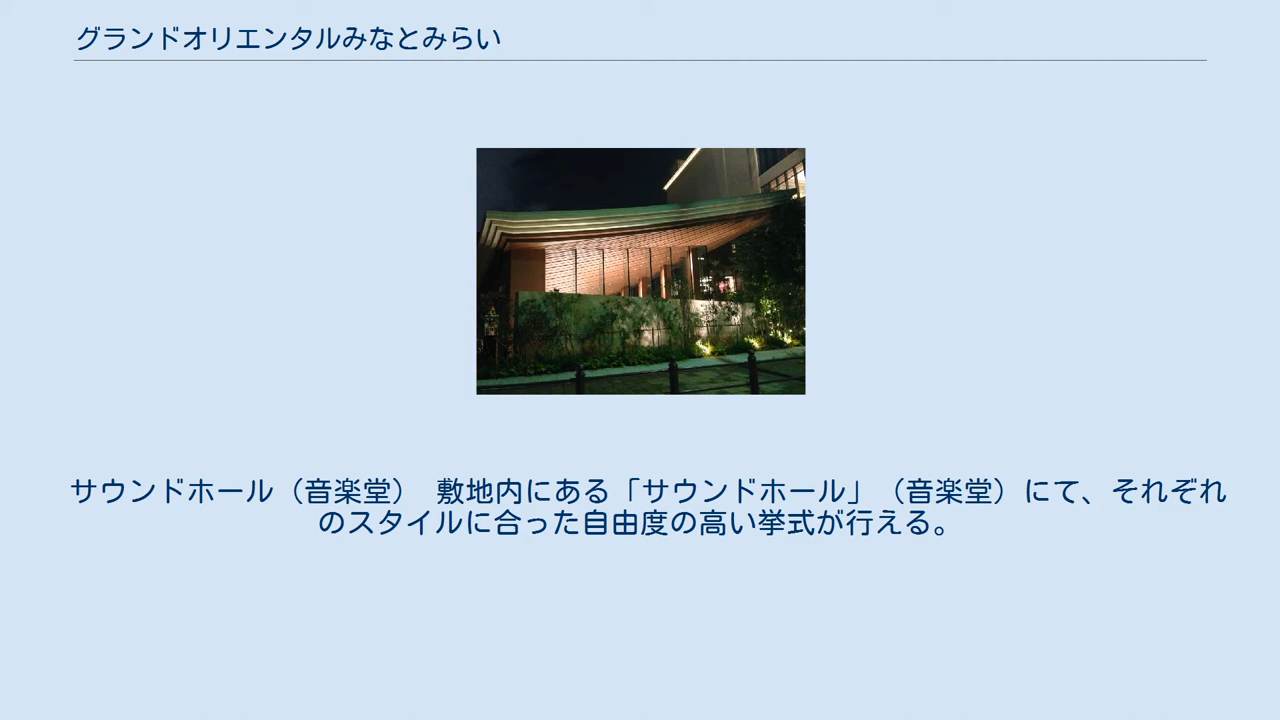 グランドオリエンタルみなとみらい
サウンドホール（音楽堂）　敷地内にある「サウンドホール」（音楽堂）にて、それぞれ
のスタイルに合った自由度の高い挙式が行える。